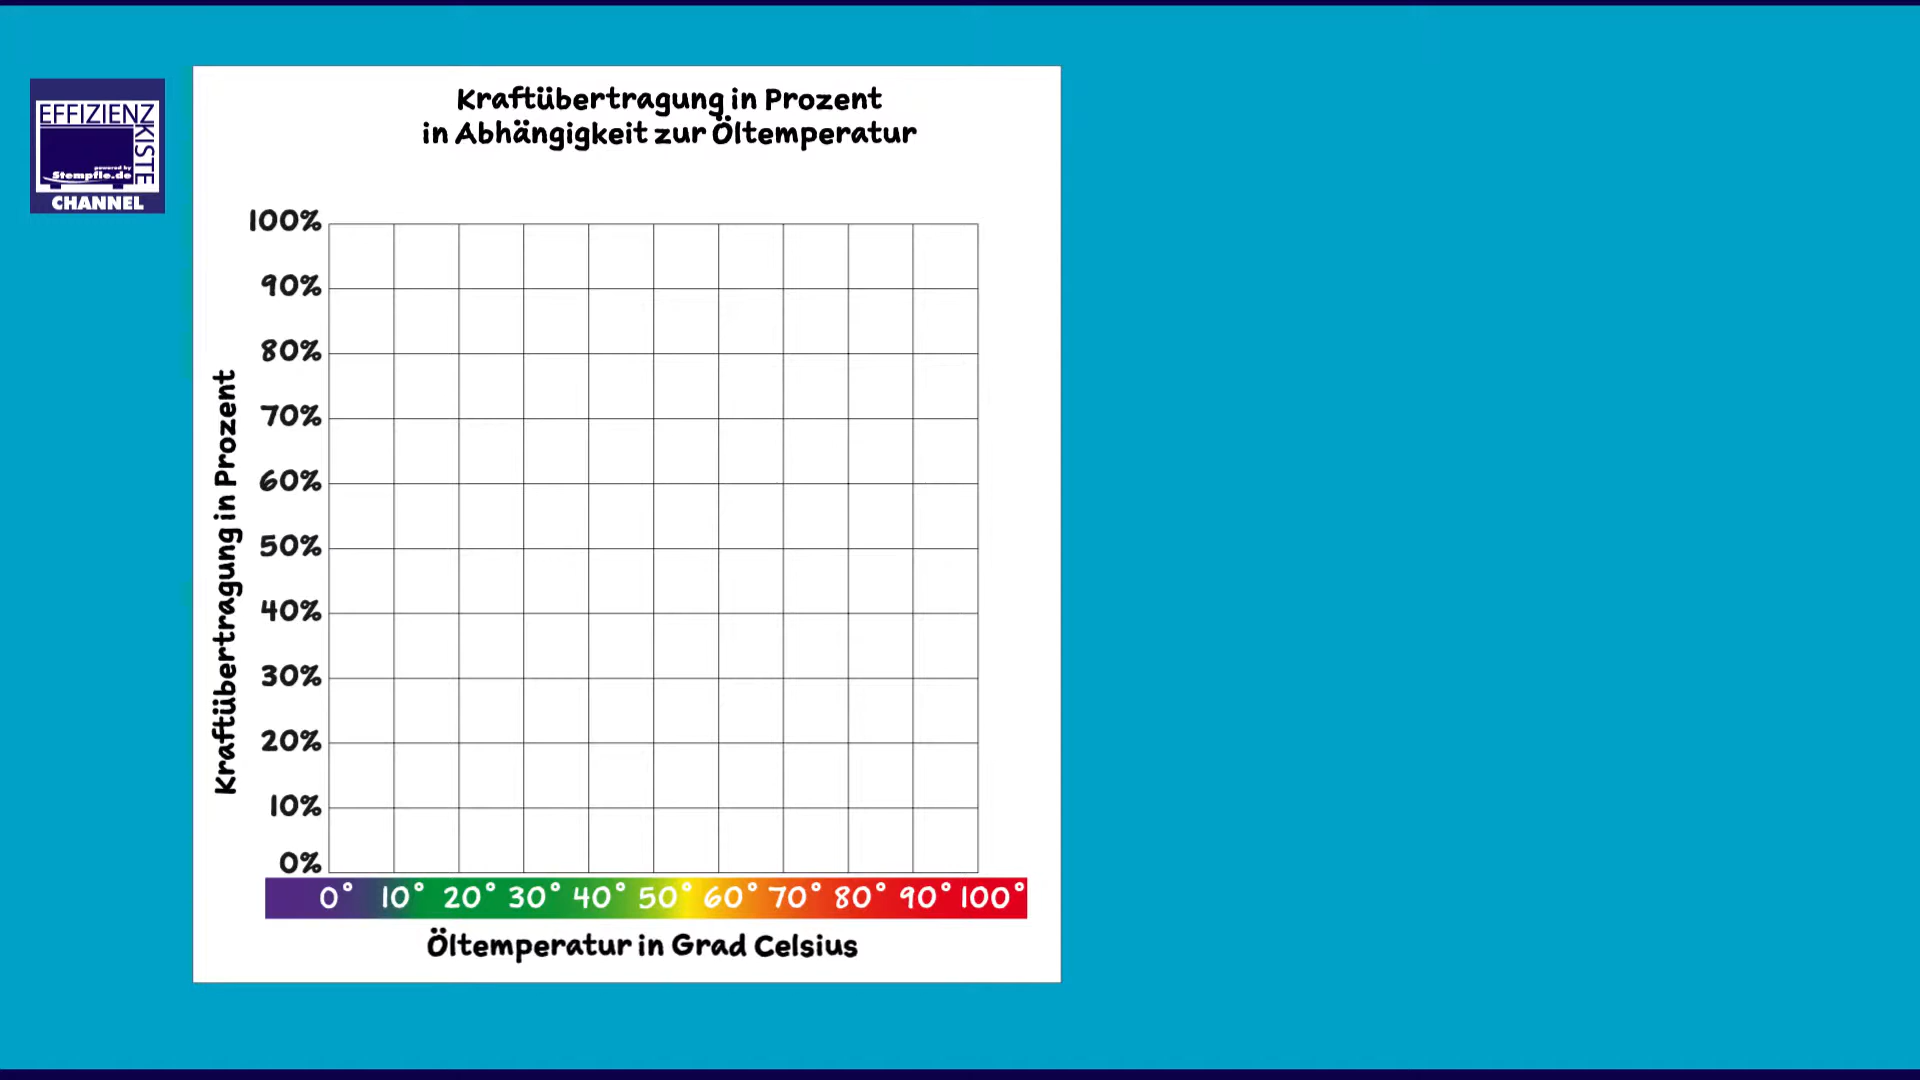 EFFIZIENZ
KISTE
powered by
Stempfle.de
CHANNEL
Kraftübertragung in Prozent
in Abhängigkeit zur Öltemperatur
Kraftübertragung in Prozent
100%
90%
80%
70%
60%
50%
40%
30%
20%
10%
0%
0° 10° 20° 30° 40° 50° 60° 70° 80° 90° 100°
Öltemperatur in Grad Celsius